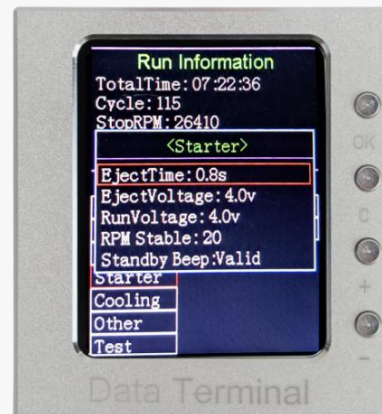 Run Information
TotalTime:07:22:36
Cycle:115
StopRPM:26410
<Starter>
EjectTime:0.8s
EjectVoltage:4.0v
RunVoltage:4.0v
RPM Stable:20
Standby Beep:Valid
Starter
Cooling
Other
Test
OK
C
+
-
Data Terminal